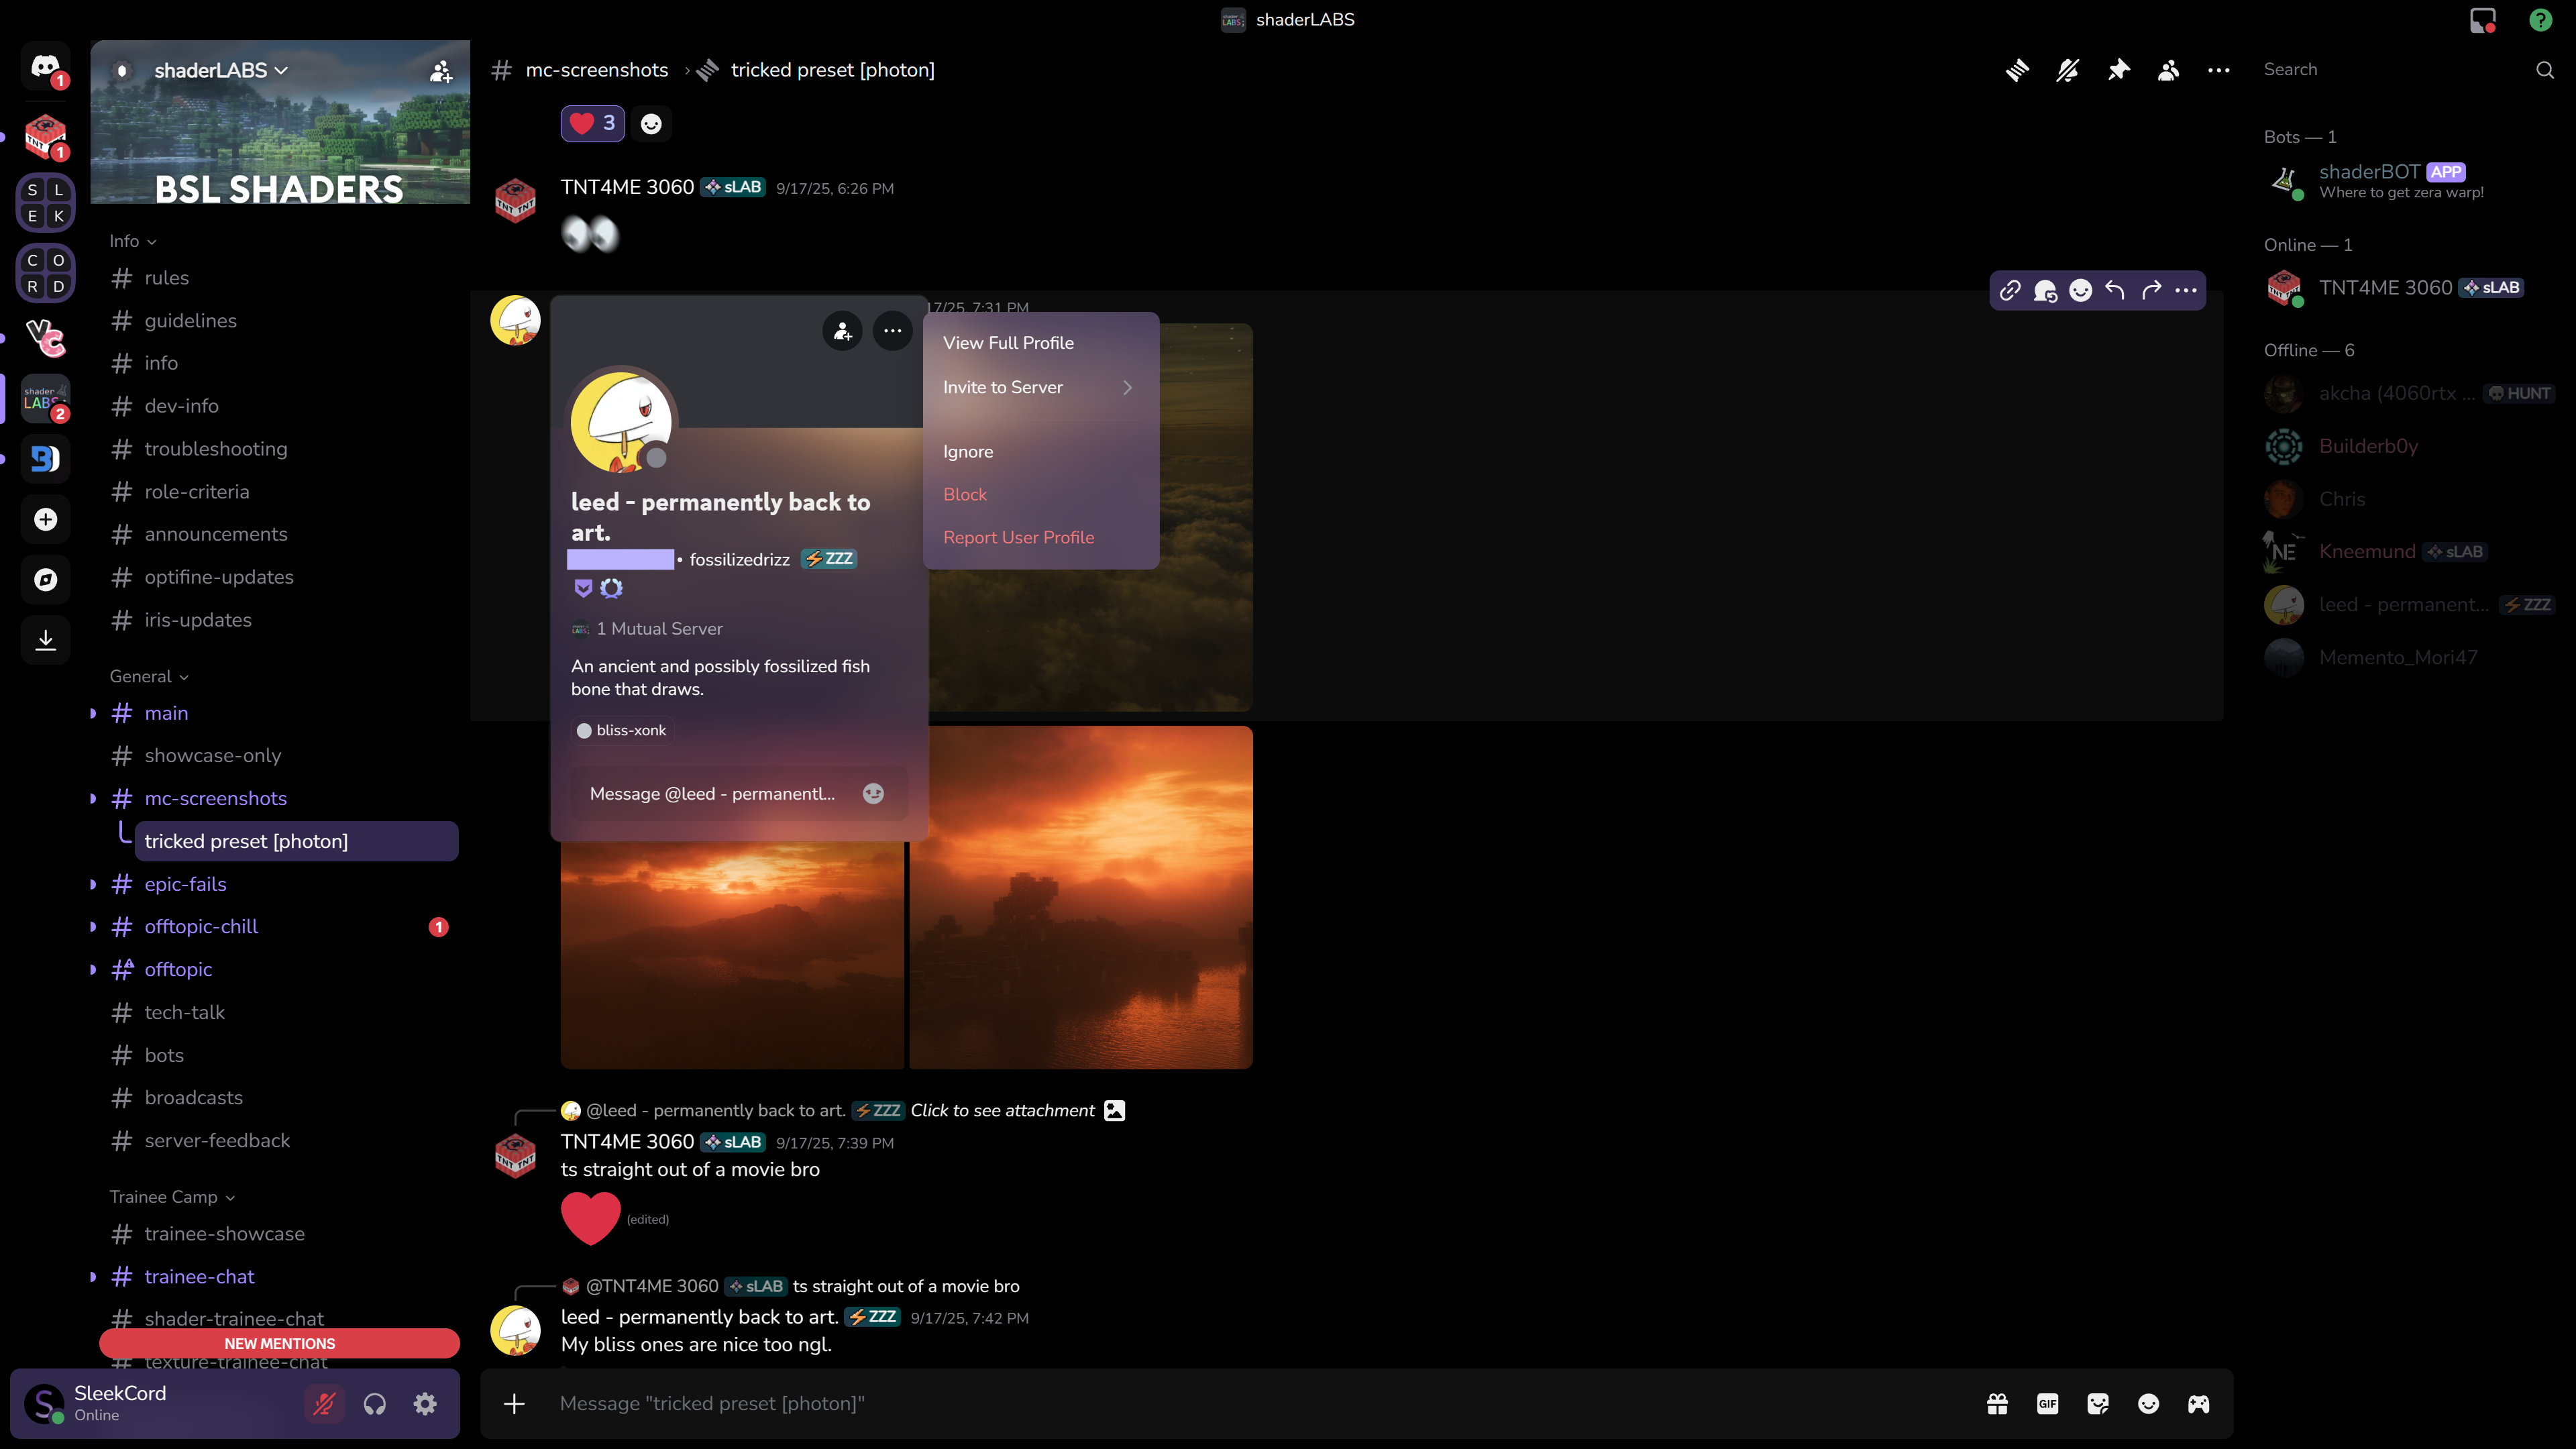 shaderLABS
1
1
S L
E K
C O
R D
2
shaderLABS
BSL SHADERS
Info
rules
guidelines
info
dev-info
troubleshooting
role-criteria
announcements
optifine-updates
iris-updates
General
main
showcase-only
mc-screenshots
tricked preset [photon]
epic-fails
offtopic-chill
1
offtopic
tech-talk
bots
broadcasts
server-feedback
Trainee Camp
trainee-showcase
trainee-chat
shader-trainee-chat
NEW MENTIONS
texture-trainee-chat
SleekCord
Online
mc-screenshots
tricked preset [photon]
3
TNT4ME 3060 sLAB 9/17/25, 6:26 PM
17/25, 7:31 PM
leed - permanently back to
art.
• fossilizedrizz ZZZ
1 Mutual Server
An ancient and possibly fossilized fish
bone that draws.
bliss-xonk
Message @leed - permanentl...
View Full Profile
Invite to Server
Ignore
Block
Report User Profile
@leed - permanently back to art. ZZZ Click to see attachment
TNT4ME 3060 sLAB 9/17/25, 7:39 PM
ts straight out of a movie bro
(edited)
@TNT4ME 3060 sLAB ts straight out of a movie bro
leed - permanently back to art. ZZZ 9/17/25, 7:42 PM
My bliss ones are nice too ngl.
Message "tricked preset [photon]"
GIF
Search
Bots — 1
shaderBOT APP
Where to get zera warp!
Online — 1
TNT4ME 3060 sLAB
Offline — 6
akcha (4060rtx ... HUNT
Builderb0y
Chris
Kneemund sLAB
leed - permanent... ZZZ
Memento_Mori47